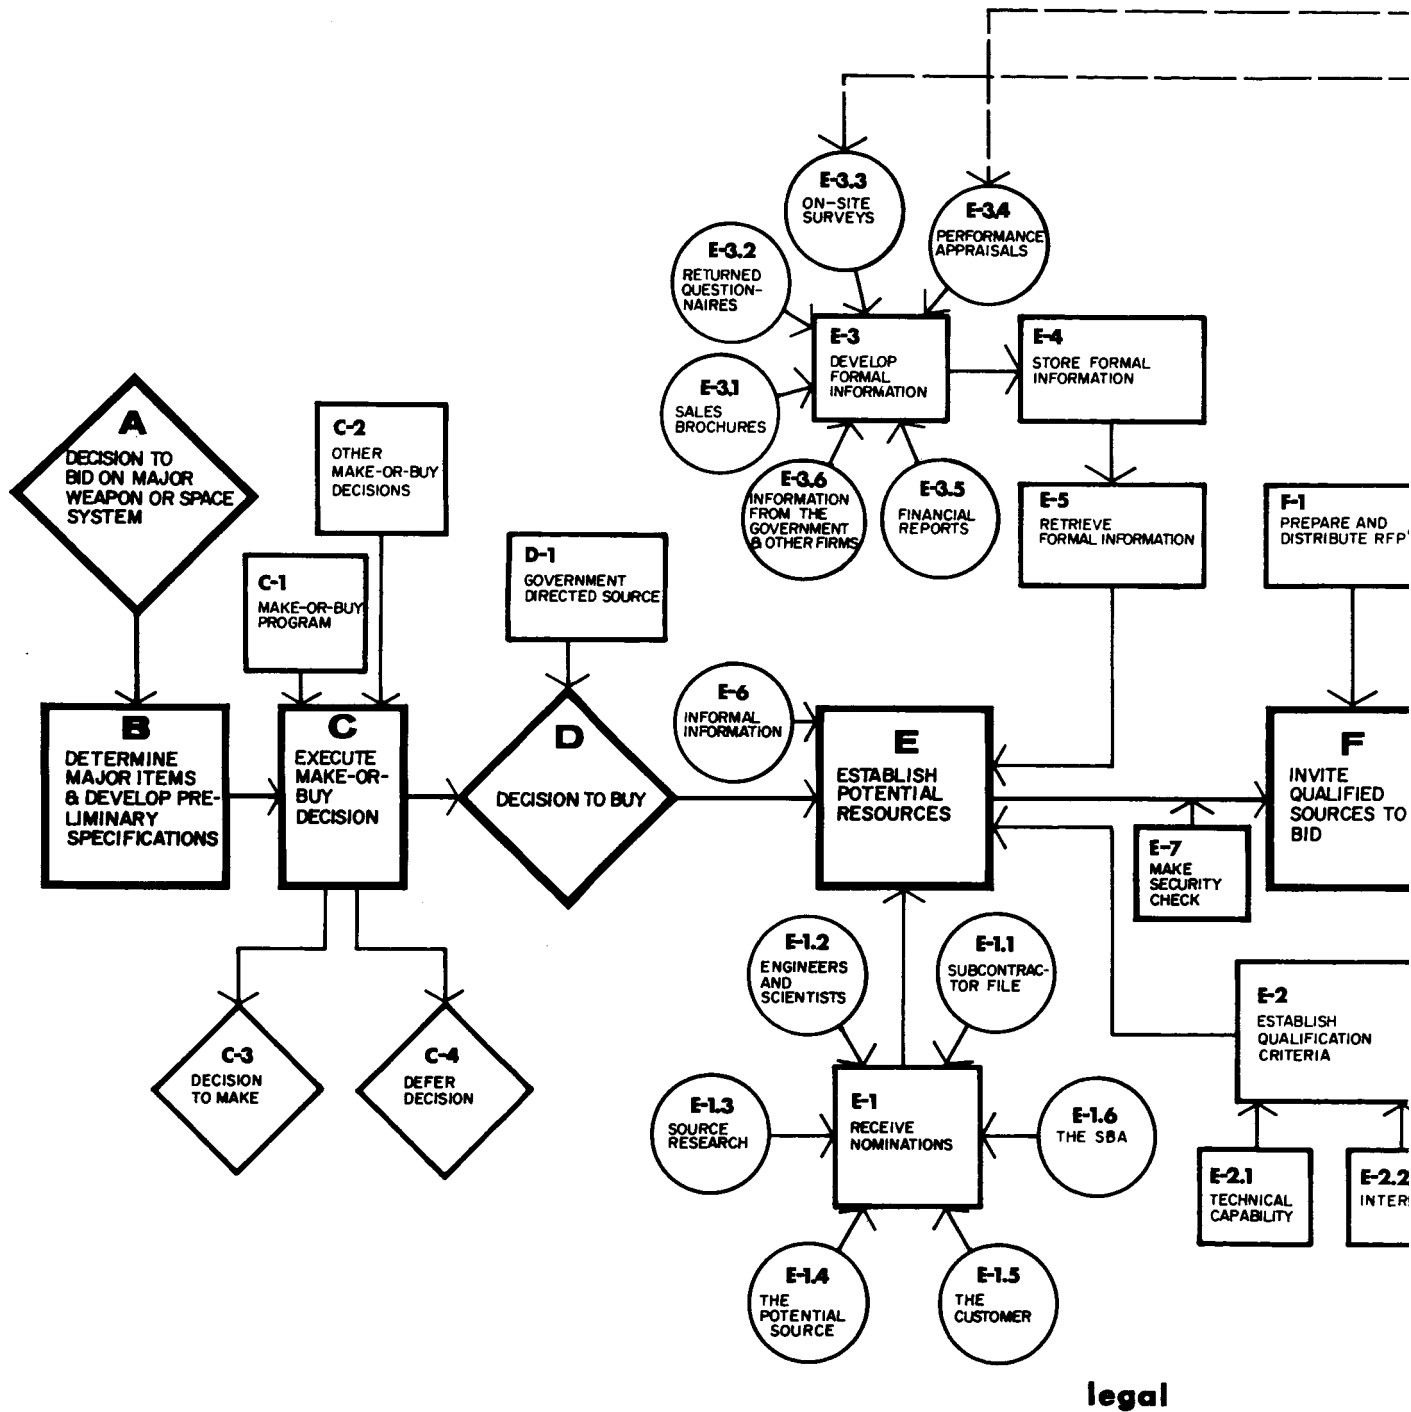 E-3.3
ON-SITE
SURVEYS
E-3.4
PERFORMANCE
APPRAISALS
E-3.2
RETURNED
QUESTION-
NAIRES
E-3
DEVELOP
FORMAL
INFORMATION
E-4
STORE FORMAL
INFORMATION
E-3.1
SALES
BROCHURES
E-3.6
INFORMATION
FROM THE
GOVERNMENT
& OTHER FIRMS
E-3.5
FINANCIAL
REPORTS
E-5
RETRIEVE
FORMAL INFORMATION
F-1
PREPARE AND
DISTRIBUTE RFP'
A
DECISION TO
BID ON MAJOR
WEAPON OR SPACE
SYSTEM
C-2
OTHER
MAKE-OR-BUY
DECISIONS
C-1
MAKE-OR-BUY
PROGRAM
D-1
GOVERNMENT
DIRECTED SOURCE
E-6
INFORMAL
INFORMATION
B
DETERMINE
MAJOR ITEMS
& DEVELOP PRE-
LIMINARY
SPECIFICATIONS
C
EXECUTE
MAKE-OR-
BUY
DECISION
D
DECISION TO BUY
E
ESTABLISH
POTENTIAL
RESOURCES
F
INVITE
QUALIFIED
SOURCES TO
BID
E-7
MAKE
SECURITY
CHECK
C-3
DECISION
TO MAKE
C-4
DEFER
DECISION
E-1.2
ENGINEERS
AND
SCIENTISTS
E-1.1
SUBCONTRAC-
TOR FILE
E-2
ESTABLISH
QUALIFICATION
CRITERIA
E-1.3
SOURCE
RESEARCH
E-1
RECEIVE
NOMINATIONS
E-1.6
THE SBA
E-2.1
TECHNICAL
CAPABILITY
E-2.2
E-1.4
THE
POTENTIAL
SOURCE
E-1.5
THE
CUSTOMER
legal